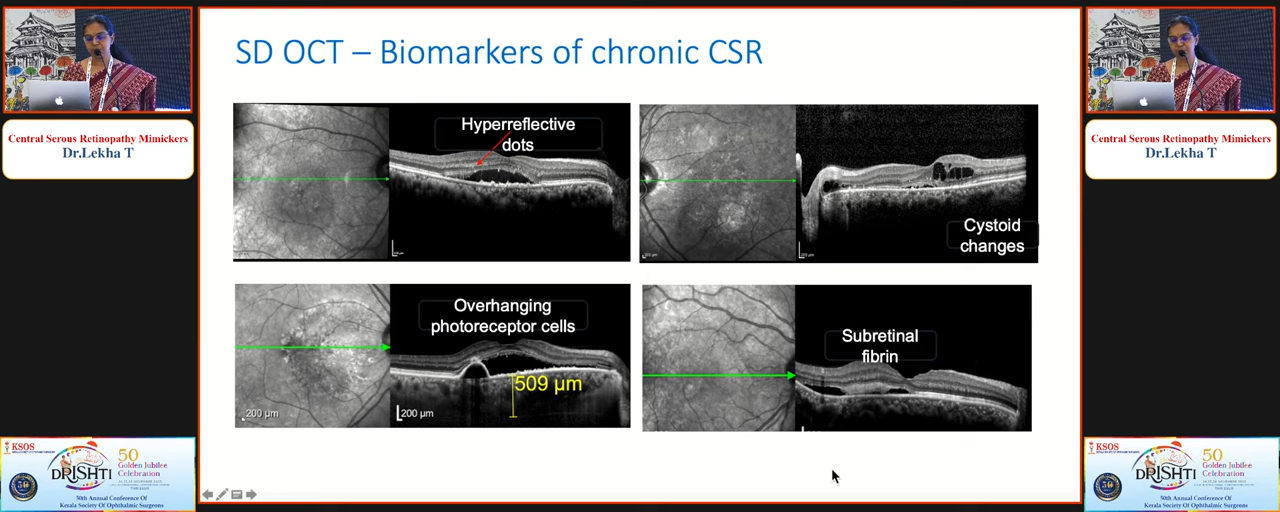 SD OCT – Biomarkers of chronic CSR
Hyperreflective
dots
Cystoid
changes
Overhanging
photoreceptor cells
509 µm
200 µm
200 µm
Subretinal
fibrin
Central Serous Retinopathy Mimickers
Dr.Lekha T
Central Serous Retinopathy Mimickers
Dr.Lekha T
KSOS
DRISHTI
50
Golden Jubilee
Celebration
50th Annual Conference Of
Kerala Society Of Ophthalmic Surgeons
KSOS
DRISHTI
50
Golden Jubilee
Celebration
50th Annual Conference Of
Kerala Society Of Ophthalmic Surgeons